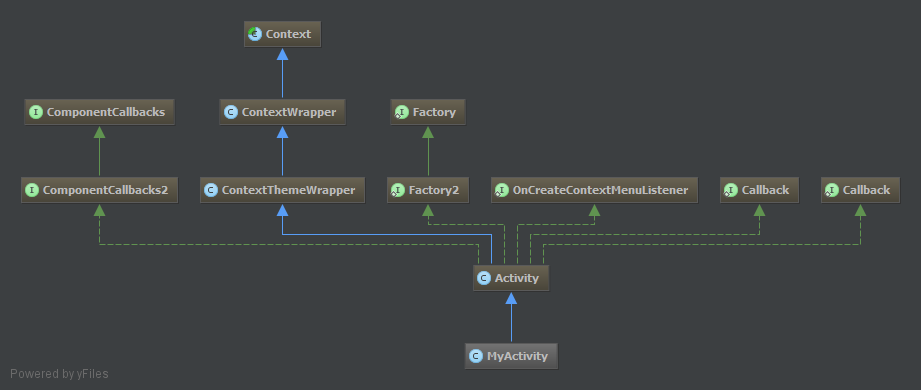 Context
ComponentCallbacks
ContextWrapper
Factory
ComponentCallbacks2
ContextThemeWrapper
Factory2
OnCreateContextMenuListener
Callback
Callback
Activity
MyActivity
Powered by yFiles